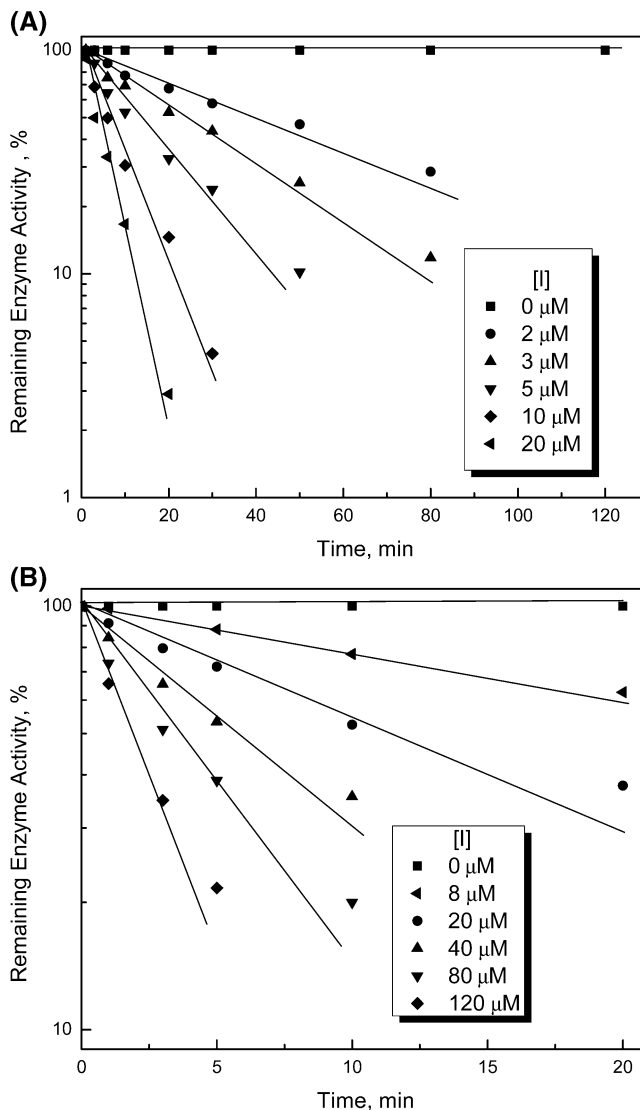 (A)
100
10
1
Remaining Enzyme Activity , %
[I]
0 μM
2 μM
3 μM
5 μM
10 μM
20 μM
0 20 40 60 80 100 120
Time, min
(B)
100
10
Remaining Enzyme Activity, %
[I]
0 μM
8 μM
20 μM
40 μM
80 μM
120 μM
0 5 10 15 20
Time, min